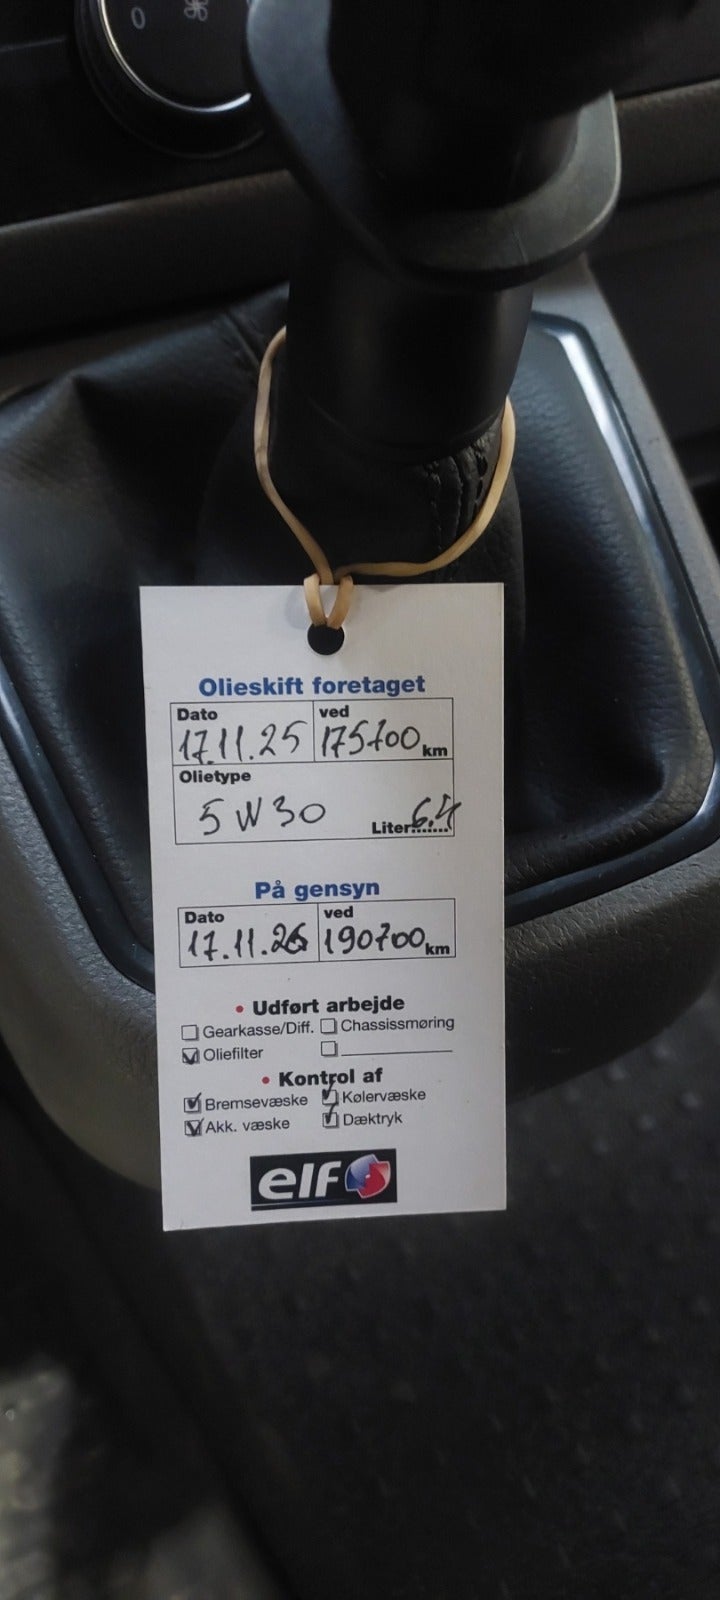 0
Olieskift foretaget
Dato ved
17.11.25 175700 km
Olietype
5W30 Liter 6.4
På gensyn
Dato ved
17.11.26 190700 km
• Udført arbejde
Gearkasse/Diff. Chassissmøring
Oliefilter
• Kontrol af
Bremsevæske Kølervæske
Akk. væske Dæktryk
elf